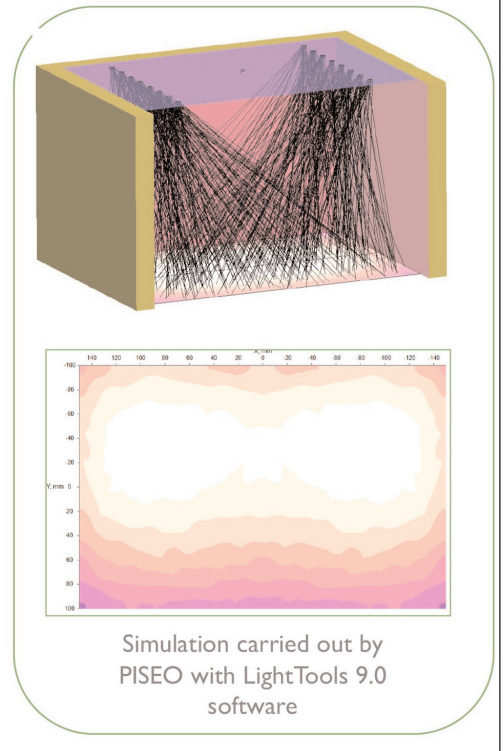 P
X, mm
140 120 100 80 60 40 20 0 -20 -40 -60 -80 -100 -120 -140
-100
-80
-60
-40
-20
Y, mm 0
20
40
60
80
100
Simulation carried out by
PISEO with LightTools 9.0
software